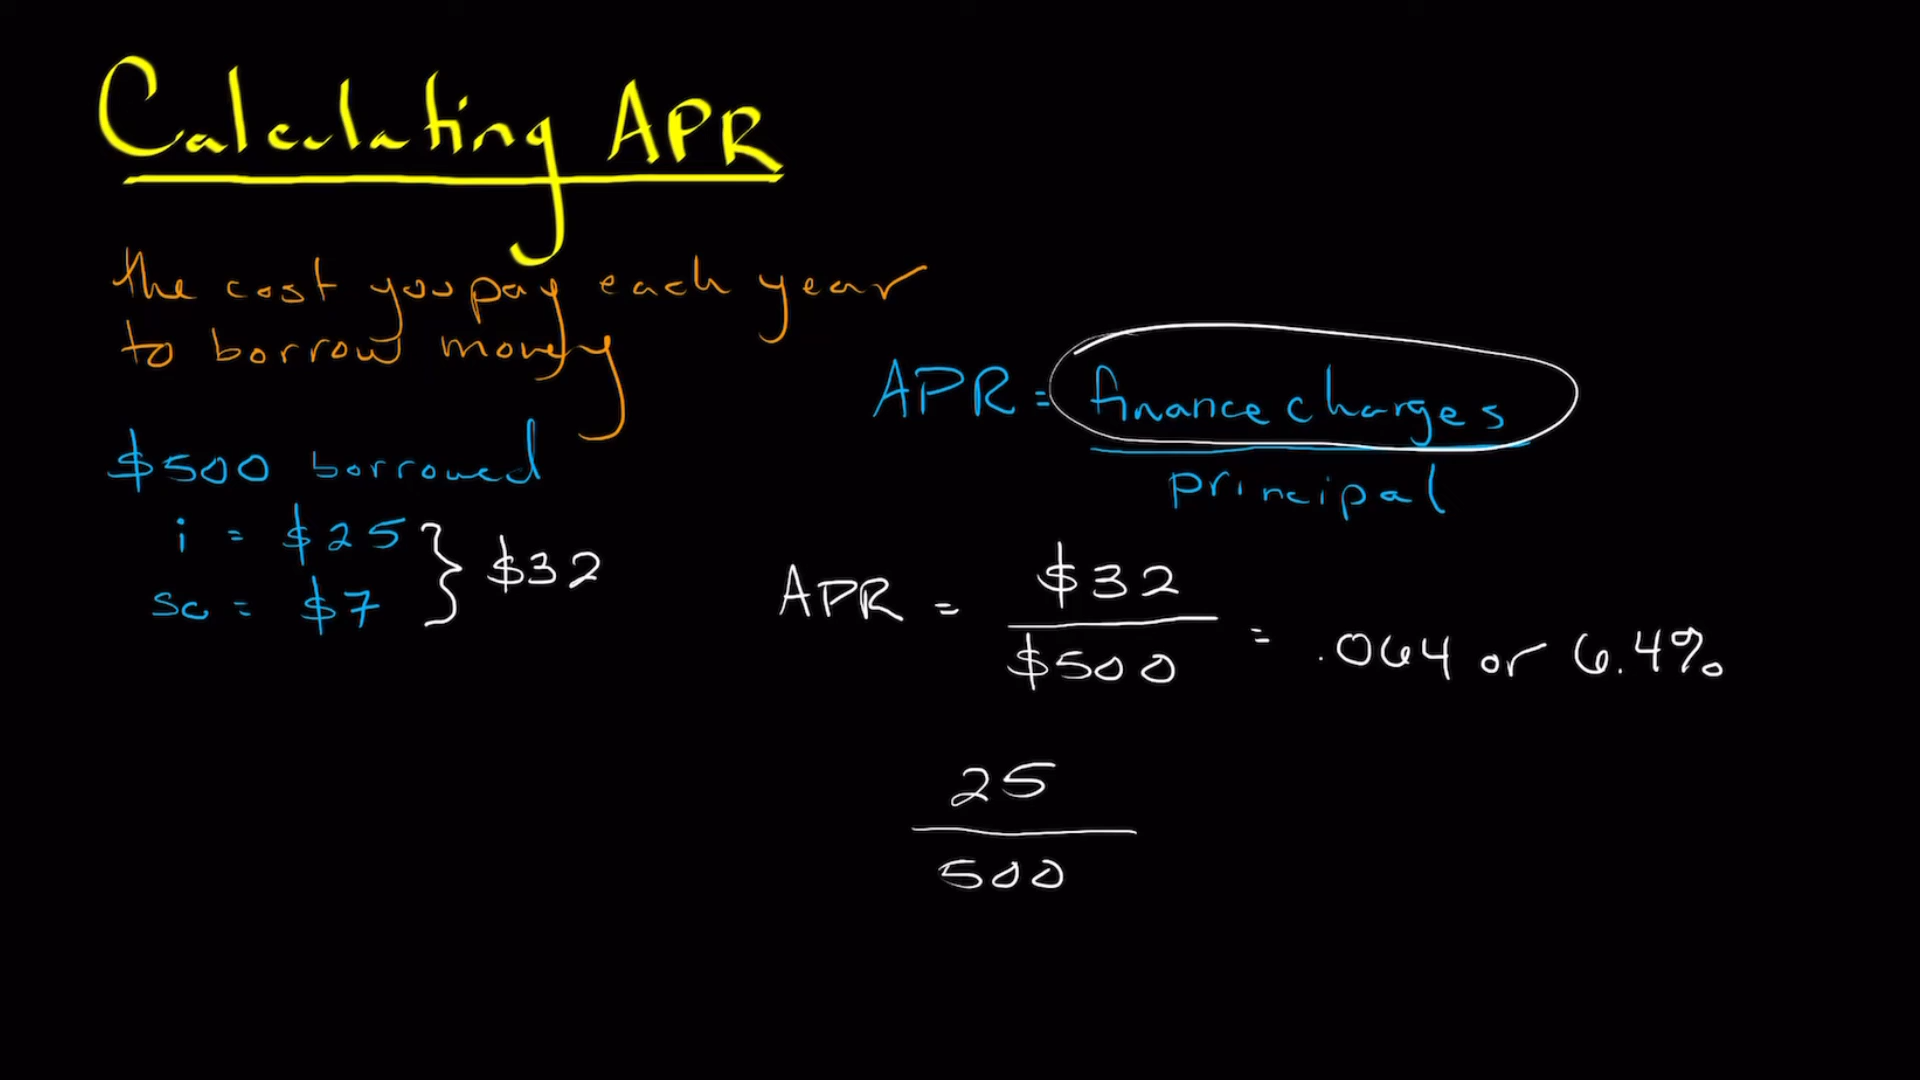 Calculating APR
the cost you pay each year
to borrow money
$500 borrowed
i = $25
sc = $7
} $32
APR = finance charges
principal
APR = $32
$500
= .064 or 6.4%
25
500